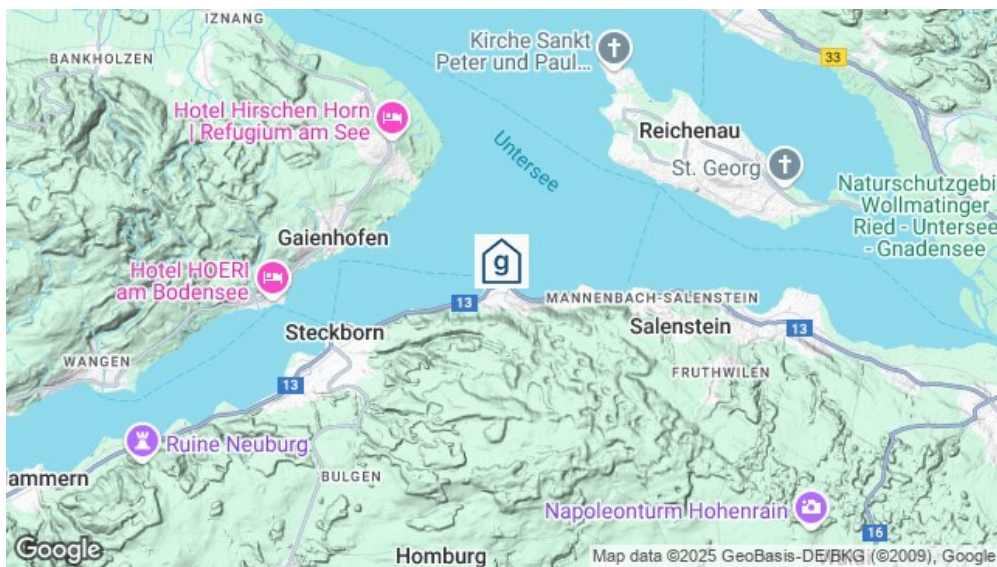 IZNANG
BANKHOLZEN
Kirche Sankt
Peter und Paul...
33
Hotel Hirschen Horn
| Refugium am See
Untersee
Reichenau
St. Georg
Naturschutzgebi
Wollmatinger
Ried - Untersee
- Gnadensee
Gaienhofen
g
Hotel HOERI
am Bodensee
13
MANNENBACH-SALENSTEIN
Steckborn
Salenstein
13
WANGEN
13
FRUTHWILEN
Ruine Neuburg
ammern
BULGEN
Napoleonturm Hohenrain
16
Google
Homburg
Map data ©2025 GeoBasis-DE/BKG (©2009), Google